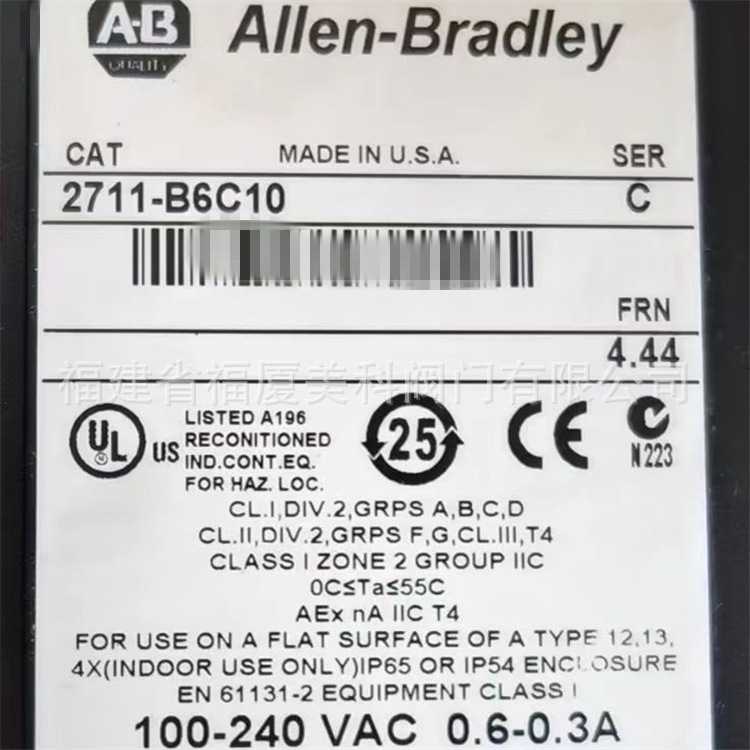 A-B Allen-Bradley
QUALITY
CAT MADE IN U.S.A. SER
2711-B6C10 C
FRN
4.44
福建省福厦美科阀门有限公司
UL US LISTED A196
RECONITIONED
IND.CONT.EQ.
FOR HAZ. LOC.
25
CE
N223
CL.I,DIV.2,GRPS A,B,C,D
CL.II,DIV.2,GRPS F,G,CL.III,T4
CLASS I ZONE 2 GROUP IIC
0C≤Ta≤55C
AEx nA IIC T4
FOR USE ON A FLAT SURFACE OF A TYPE 12,13,
4X(INDOOR USE ONLY)IP65 OR IP54 ENCLOSURE
EN 61131-2 EQUIPMENT CLASS I
100-240 VAC 0.6-0.3A